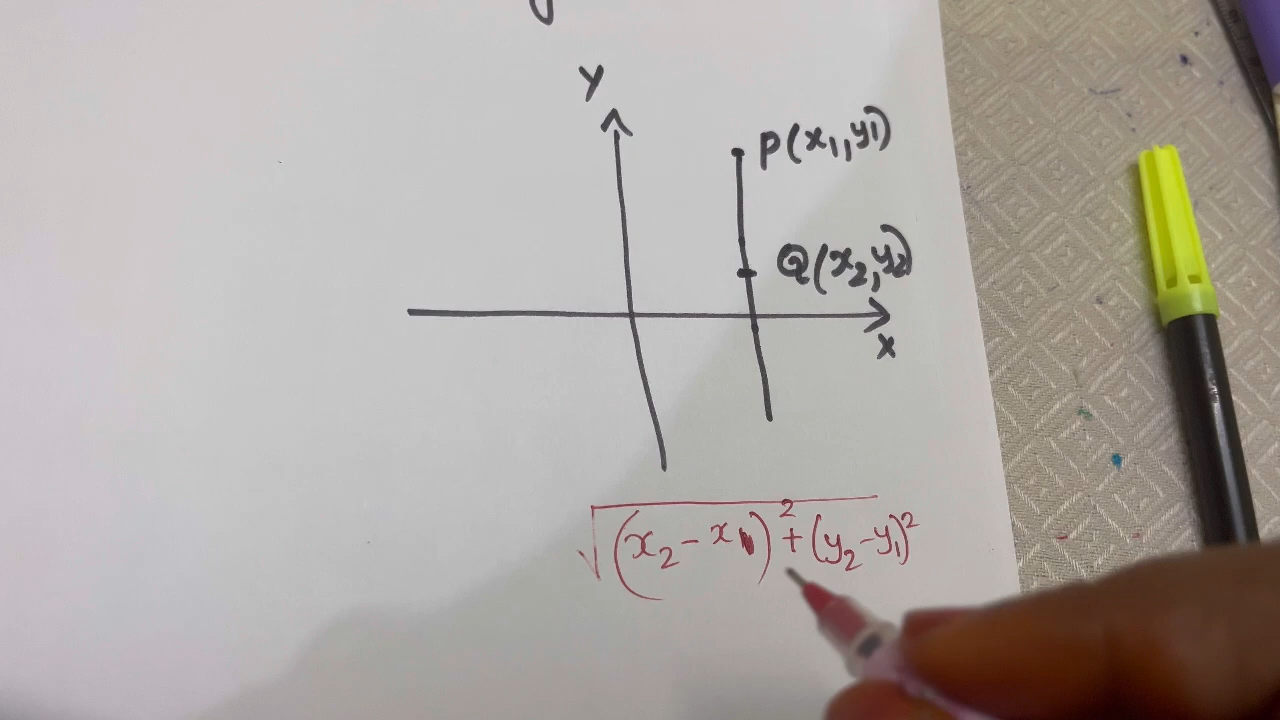 Y
P(x₁,y₁)
Q(x₂,y₂)
x
√(x₂-x₁)²+(y₂-y₁)²